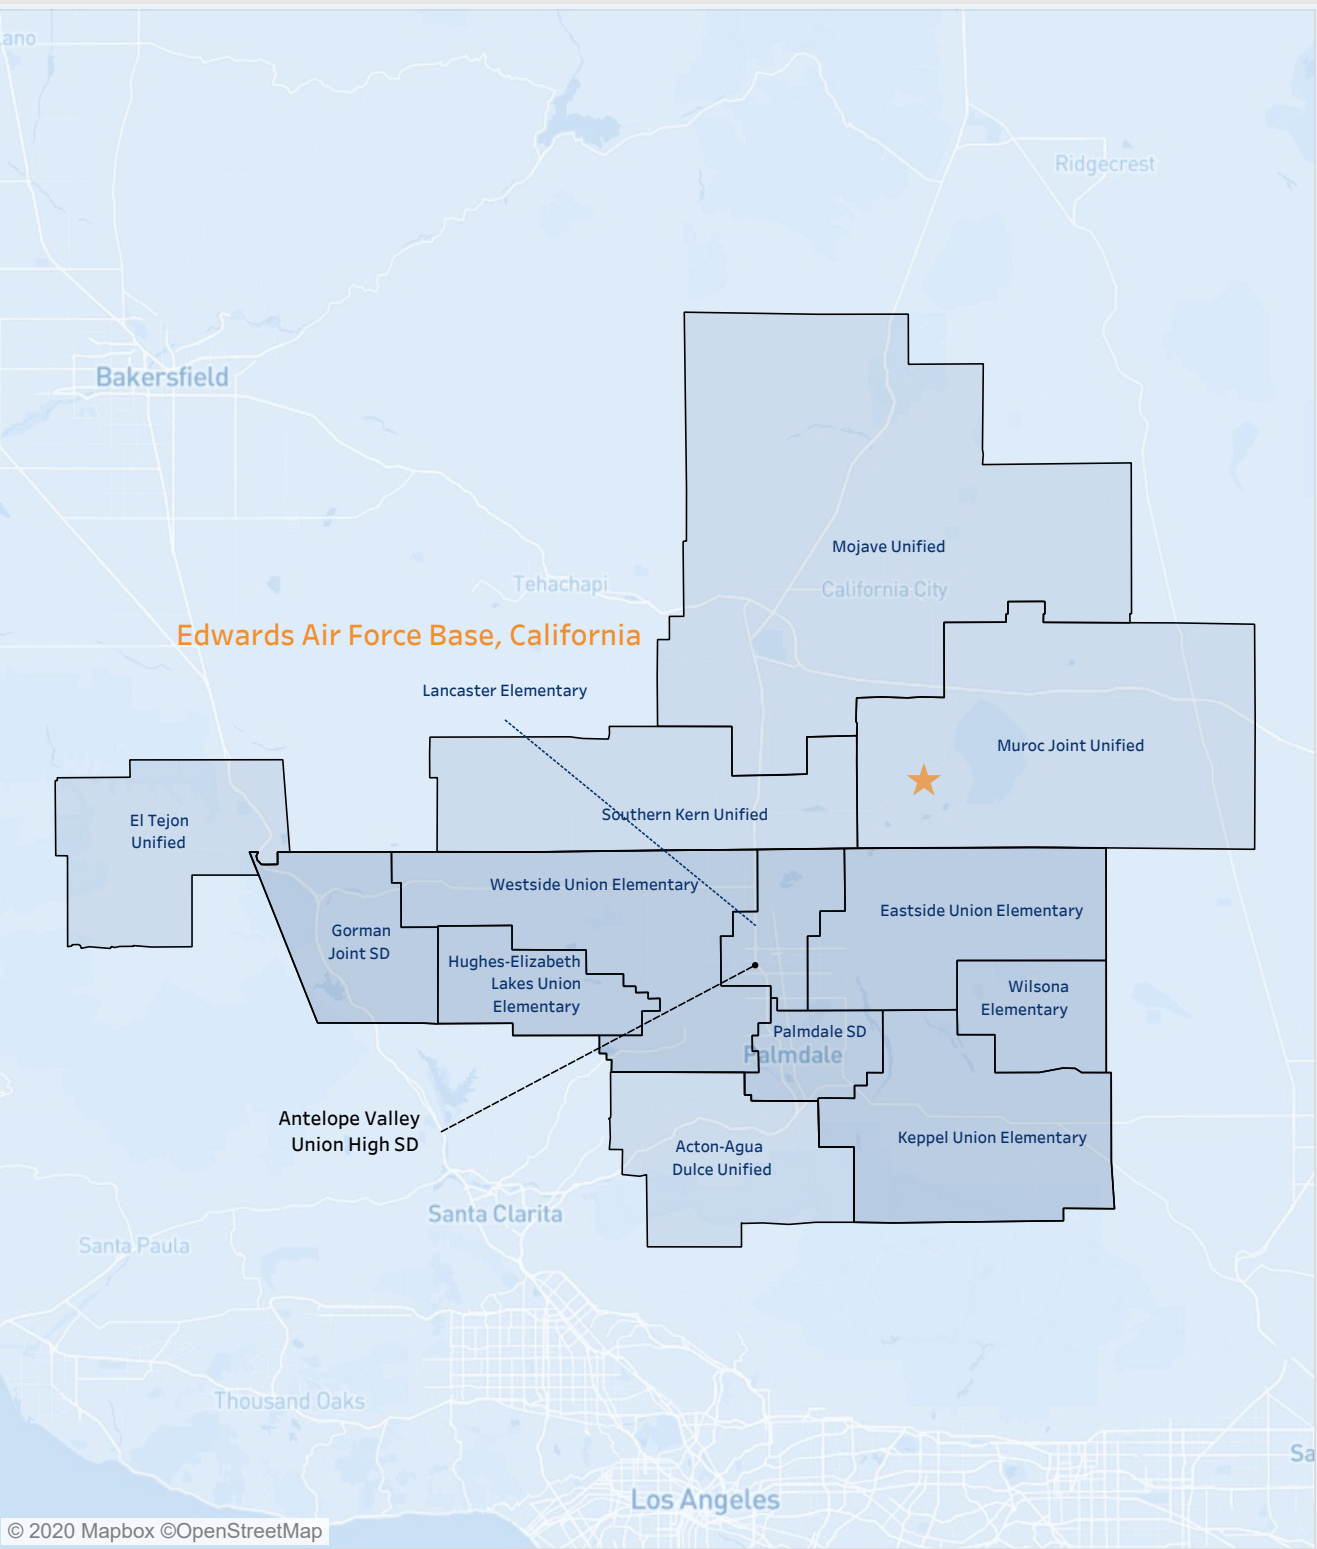 ano
Ridgecrest
Bakersfield
Mojave Unified
Tehachapi
California City
Edwards Air Force Base, California
Lancaster Elementary
Muroc Joint Unified
El Tejon
Unified
Southern Kern Unified
Westside Union Elementary
Eastside Union Elementary
Gorman
Joint SD
Hughes-Elizabeth
Lakes Union
Elementary
Wilsona
Elementary
Palmdale SD
Palmdale
Antelope Valley
Union High SD
Keppel Union Elementary
Acton-Agua
Dulce Unified
Santa Clarita
Santa Paula
Thousand Oaks
Sa
Los Angeles
© 2020 Mapbox ©OpenStreetMap